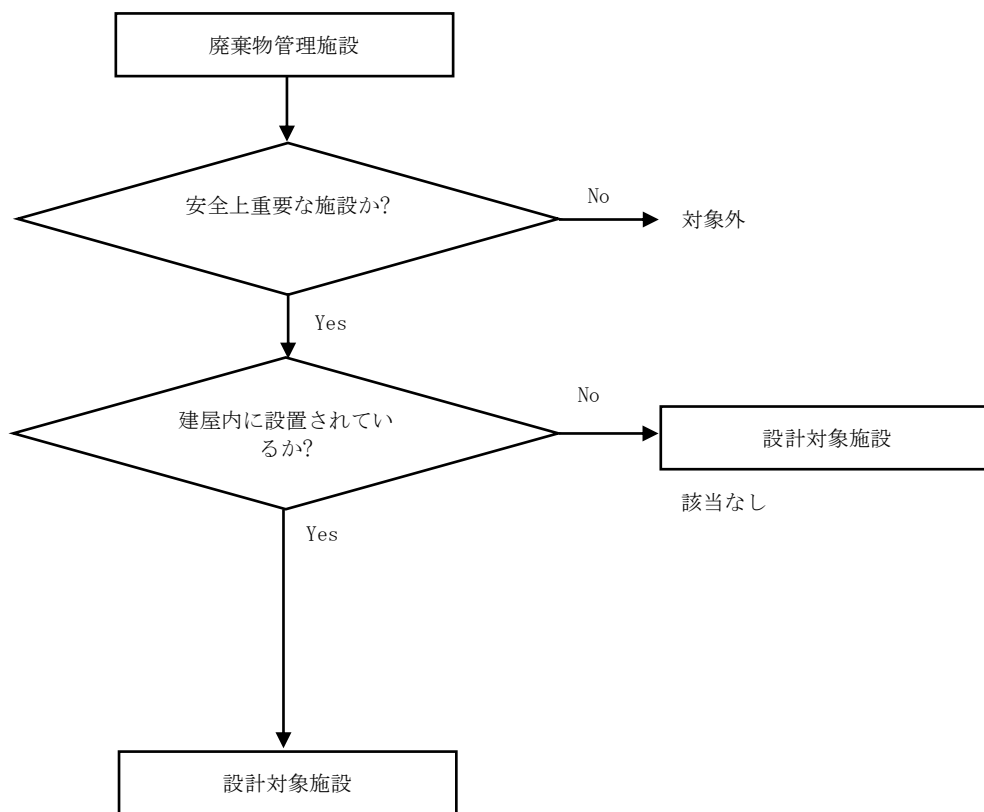 廃棄物管理施設
安全上重要な施設か?
No
対象外
Yes
建屋内に設置されてい
るか?
No
設計対象施設
該当なし
Yes
設計対象施設